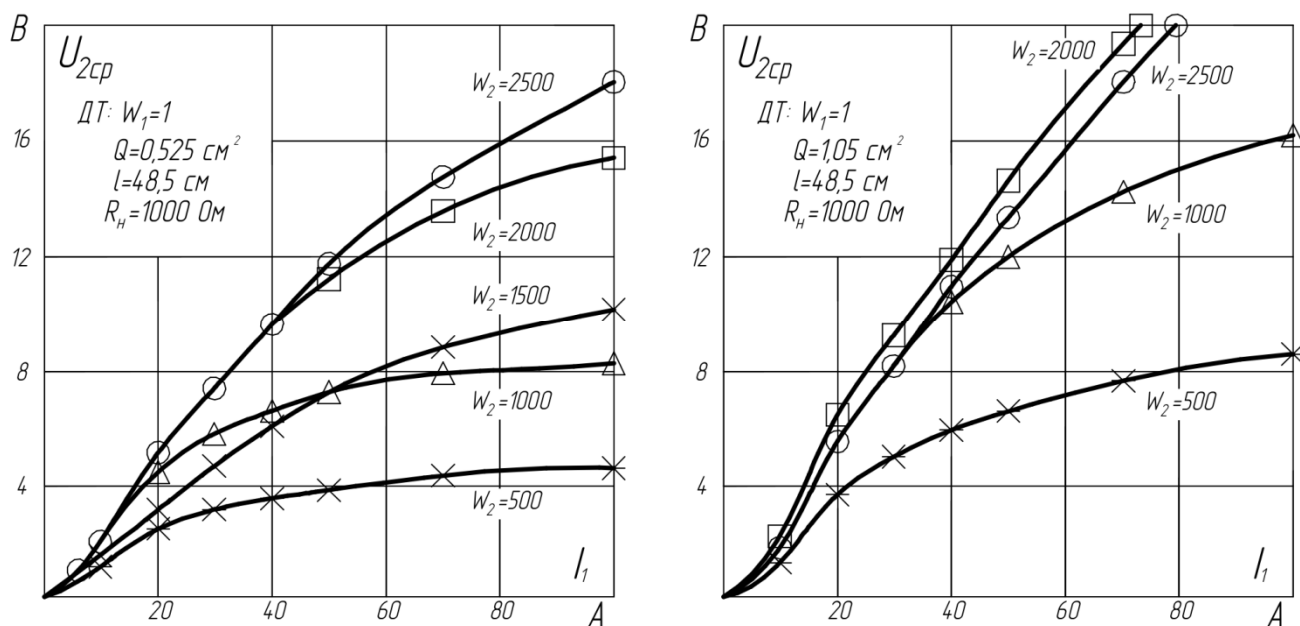 В
U2ср
ДТ: W1=1
Q=0,525 см²
l=48,5 см
Rн=1000 Ом
16
12
8
4
W2=2500
W2=2000
W2=1500
W2=1000
W2=500
I1
20
40
60
80
А
В
U2ср
ДТ: W1=1
Q=1,05 см²
l=48,5 см
Rн=1000 Ом
16
12
8
4
W2=2000
W2=2500
W2=1000
W2=500
I1
20
40
60
80
А